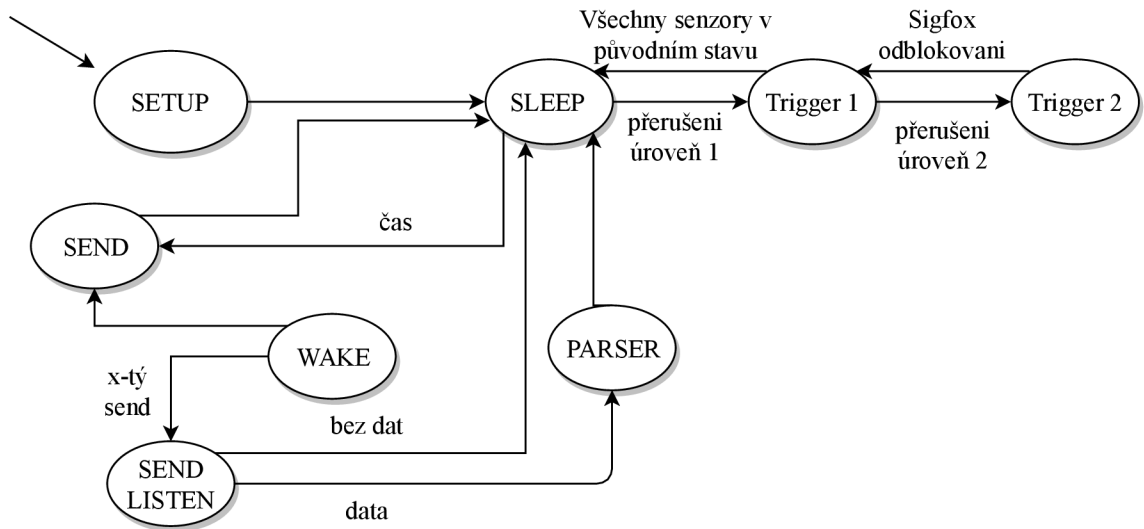 Všechny senzory v
původním stavu
Sigfox
odblokovani
SETUP
SLEEP
Trigger 1
Trigger 2
přerušeni
úroveň 1
přerušeni
úroveň 2
čas
SEND
WAKE
PARSER
x-tý
send
bez dat
SEND
LISTEN
data